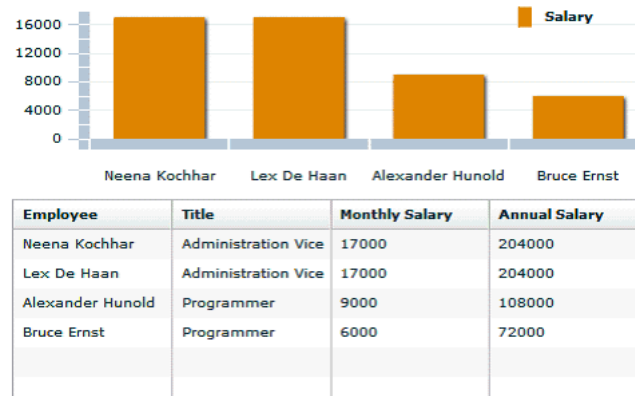 Salary
16000
12000
8000
4000
0
Neena Kochhar Lex De Haan Alexander Hunold Bruce Ernst
Employee Title Monthly Salary Annual Salary
Neena Kochhar Administration Vice 17000 204000
Lex De Haan Administration Vice 17000 204000
Alexander Hunold Programmer 9000 108000
Bruce Ernst Programmer 6000 72000